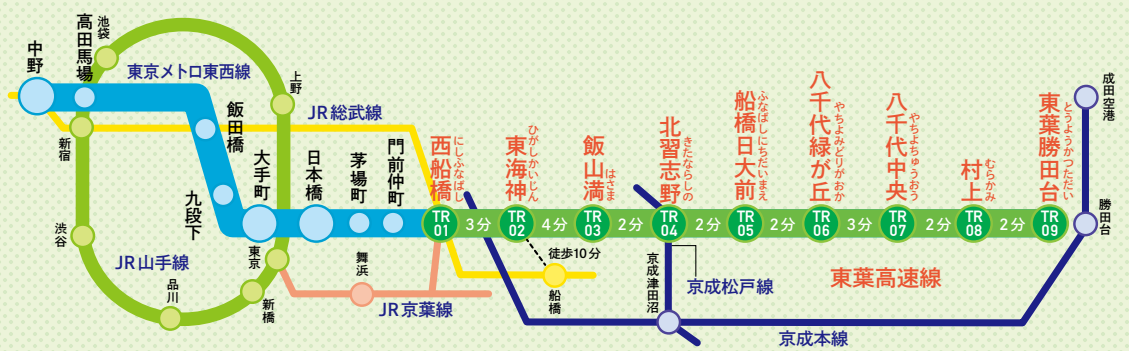 中野
高田馬場
池袋
東京メトロ東西線
上野
JR総武線
新宿
飯田橋
大手町
日本橋
茅場町
門前仲町
九段下
渋谷
JR山手線
品川
新橋
東京
舞浜
JR京葉線
西船橋
にしふなばし
TR
01
3分
東海神
ひがしかいじん
TR
02
4分
徒歩10分
船橋
飯山満
はさま
TR
03
2分
北習志野
きたならしの
TR
04
2分
船橋日大前
ふなばしにちだいまえ
TR
05
2分
八千代緑が丘
やちよみどりがおか
TR
06
3分
八千代中央
やちよちゅうおう
TR
07
2分
村上
むらかみ
TR
08
2分
東葉勝田台
とうようかつただい
TR
09
成田空港
勝田台
東葉高速線
京成松戸線
京成津田沼
京成本線